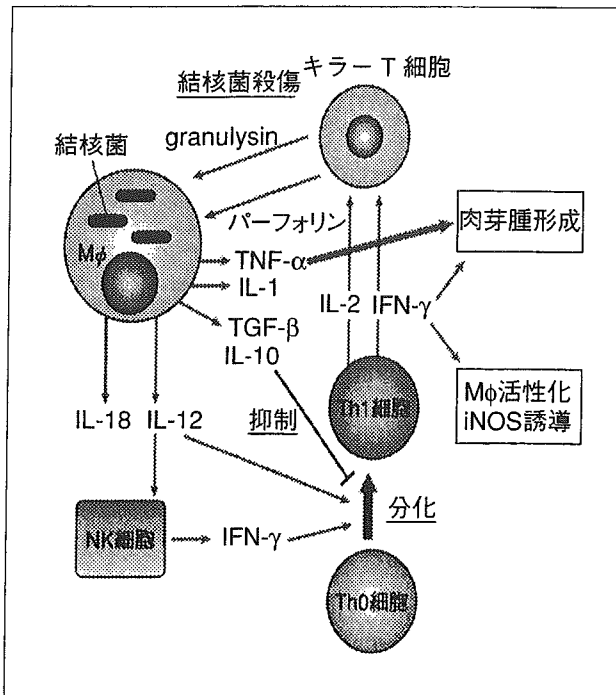 キラーT細胞
結核菌殺傷
granulysin
結核菌
パーフォリン
Mφ
TNF-α
IL-1
肉芽腫形成
IL-2 IFN-γ
TGF-β
IL-10
Th1細胞
Mφ活性化
iNOS誘導
IL-18 IL-12
抑制
分化
NK細胞
IFN-γ
Th0細胞